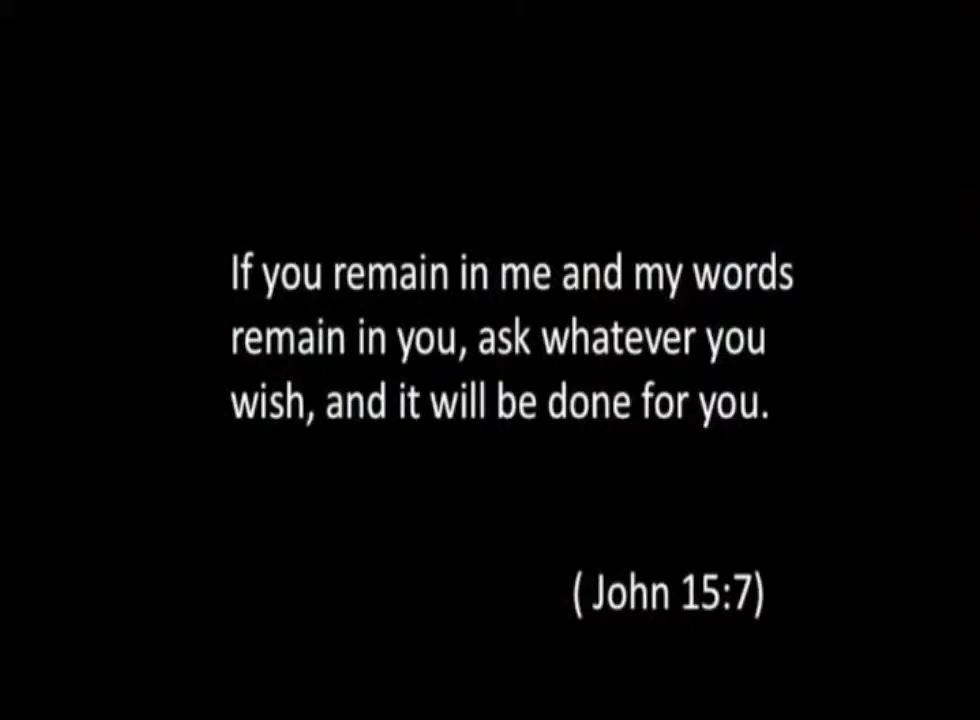 If you remain in me and my words
remain in you, ask whatever you
wish, and it will be done for you.
( John 15:7)